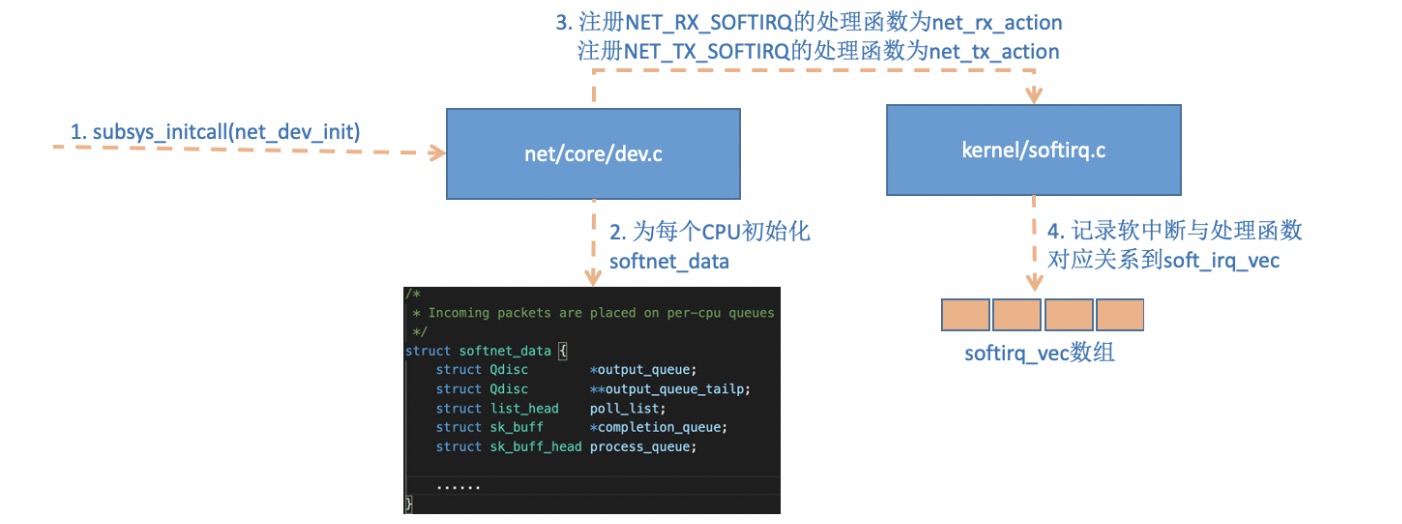 3. 注册NET_RX_SOFTIRQ的处理函数为net_rx_action
注册NET_TX_SOFTIRQ的处理函数为net_tx_action
1. subsys_initcall(net_dev_init)
net/core/dev.c
kernel/softirq.c
2. 为每个CPU初始化
softnet_data
4. 记录软中断与处理函数
对应关系到soft_irq_vec
/*
* Incoming packets are placed on per-cpu queues
*/
struct softnet_data {
struct Qdisc *output_queue;
struct Qdisc **output_queue_tailp;
struct list_head poll_list;
struct sk_buff *completion_queue;
struct sk_buff_head process_queue;
......
}
softirq_vec数组